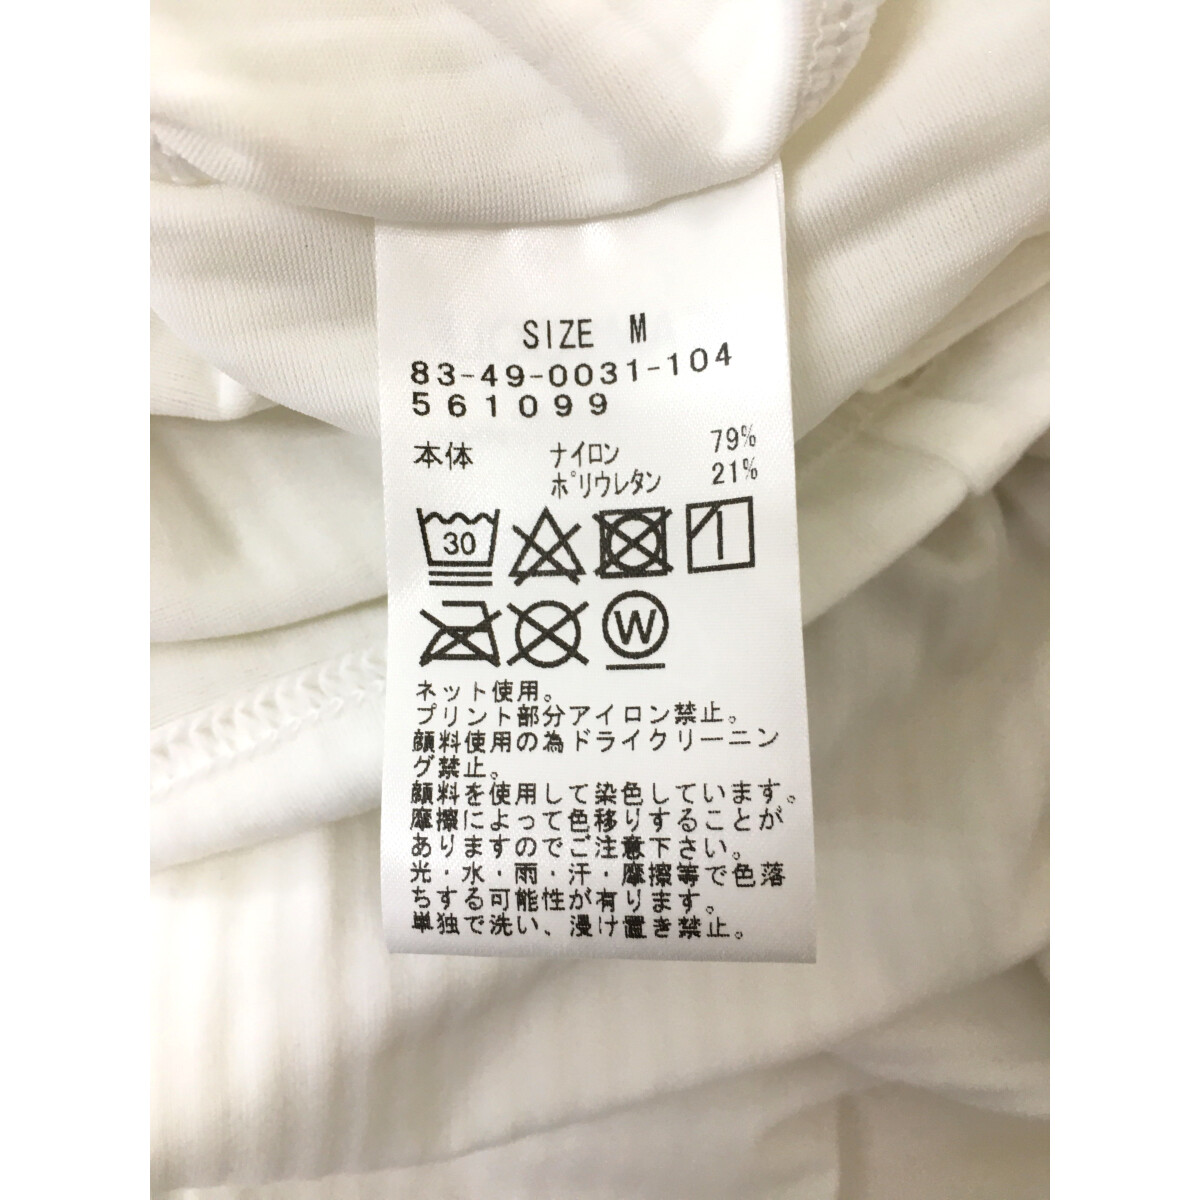 SIZE M
83-49-0031-104
561099
本体 ナイロン 79%
ポリウレタン 21%
30
W
ネット使用。
プリント部分アイロン禁止。
顔料使用の為ドライクリーニン
グ禁止。
顔料を使用して染色しています。
摩擦によって色移りすることが
ありますのでご注意下さい。
光・水・雨・汗・摩擦等で色落
ちする可能性が有ります。
単独で洗い、浸け置き禁止。